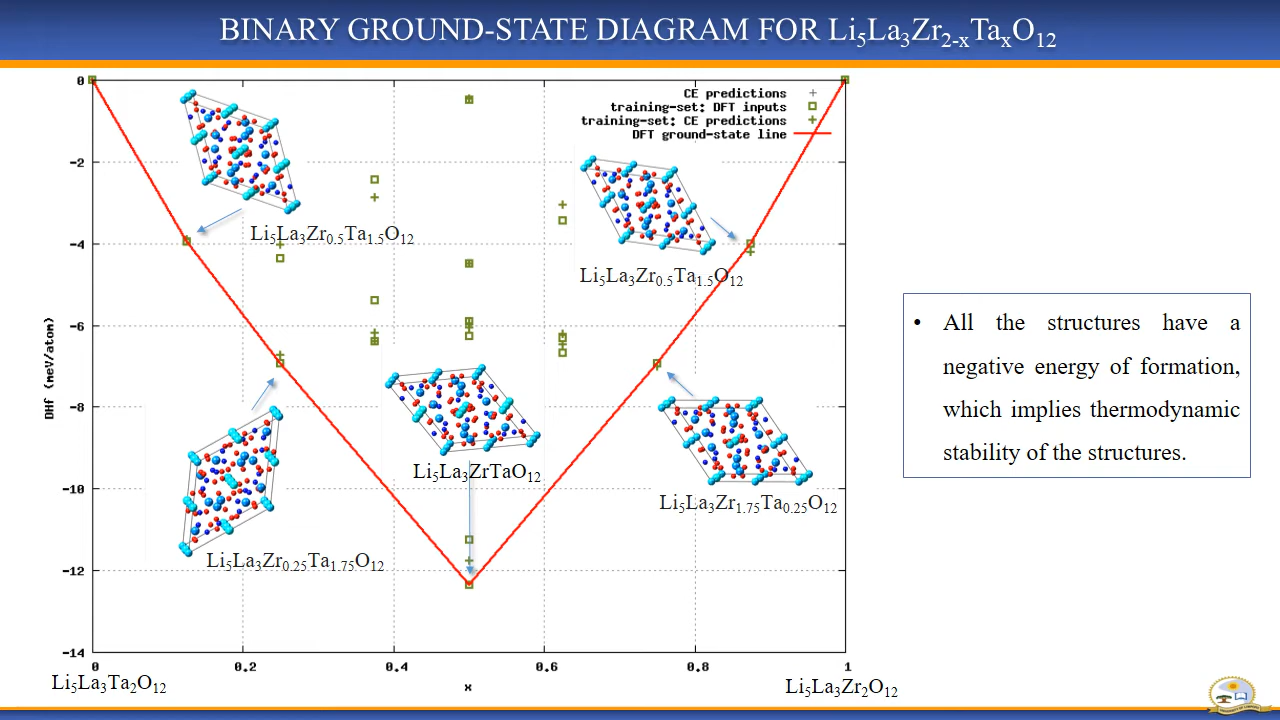 BINARY GROUND-STATE DIAGRAM FOR Li₅La₃Zr₂₋ₓTaₓO₁₂
CE predictions
training-set: DFT inputs
training-set: CE predictions
DFT ground-state line
0
-2
-4
-6
-8
-10
-12
-14
DHf (meV/atom)
Li₅La₃Zr₀.₅Ta₁.₅O₁₂
Li₅La₃Zr₀.₅Ta₁.₅O₁₂
Li₅La₃ZrTaO₁₂
Li₅La₃Zr₁.₇₅Ta₀.₂₅O₁₂
Li₅La₃Zr₀.₂₅Ta₁.₇₅O₁₂
0 0.2 0.4 0.6 0.8 1
x
Li₅La₃Ta₂O₁₂
Li₅La₃Zr₂O₁₂
• All the structures have a
negative energy of formation,
which implies thermodynamic
stability of the structures.